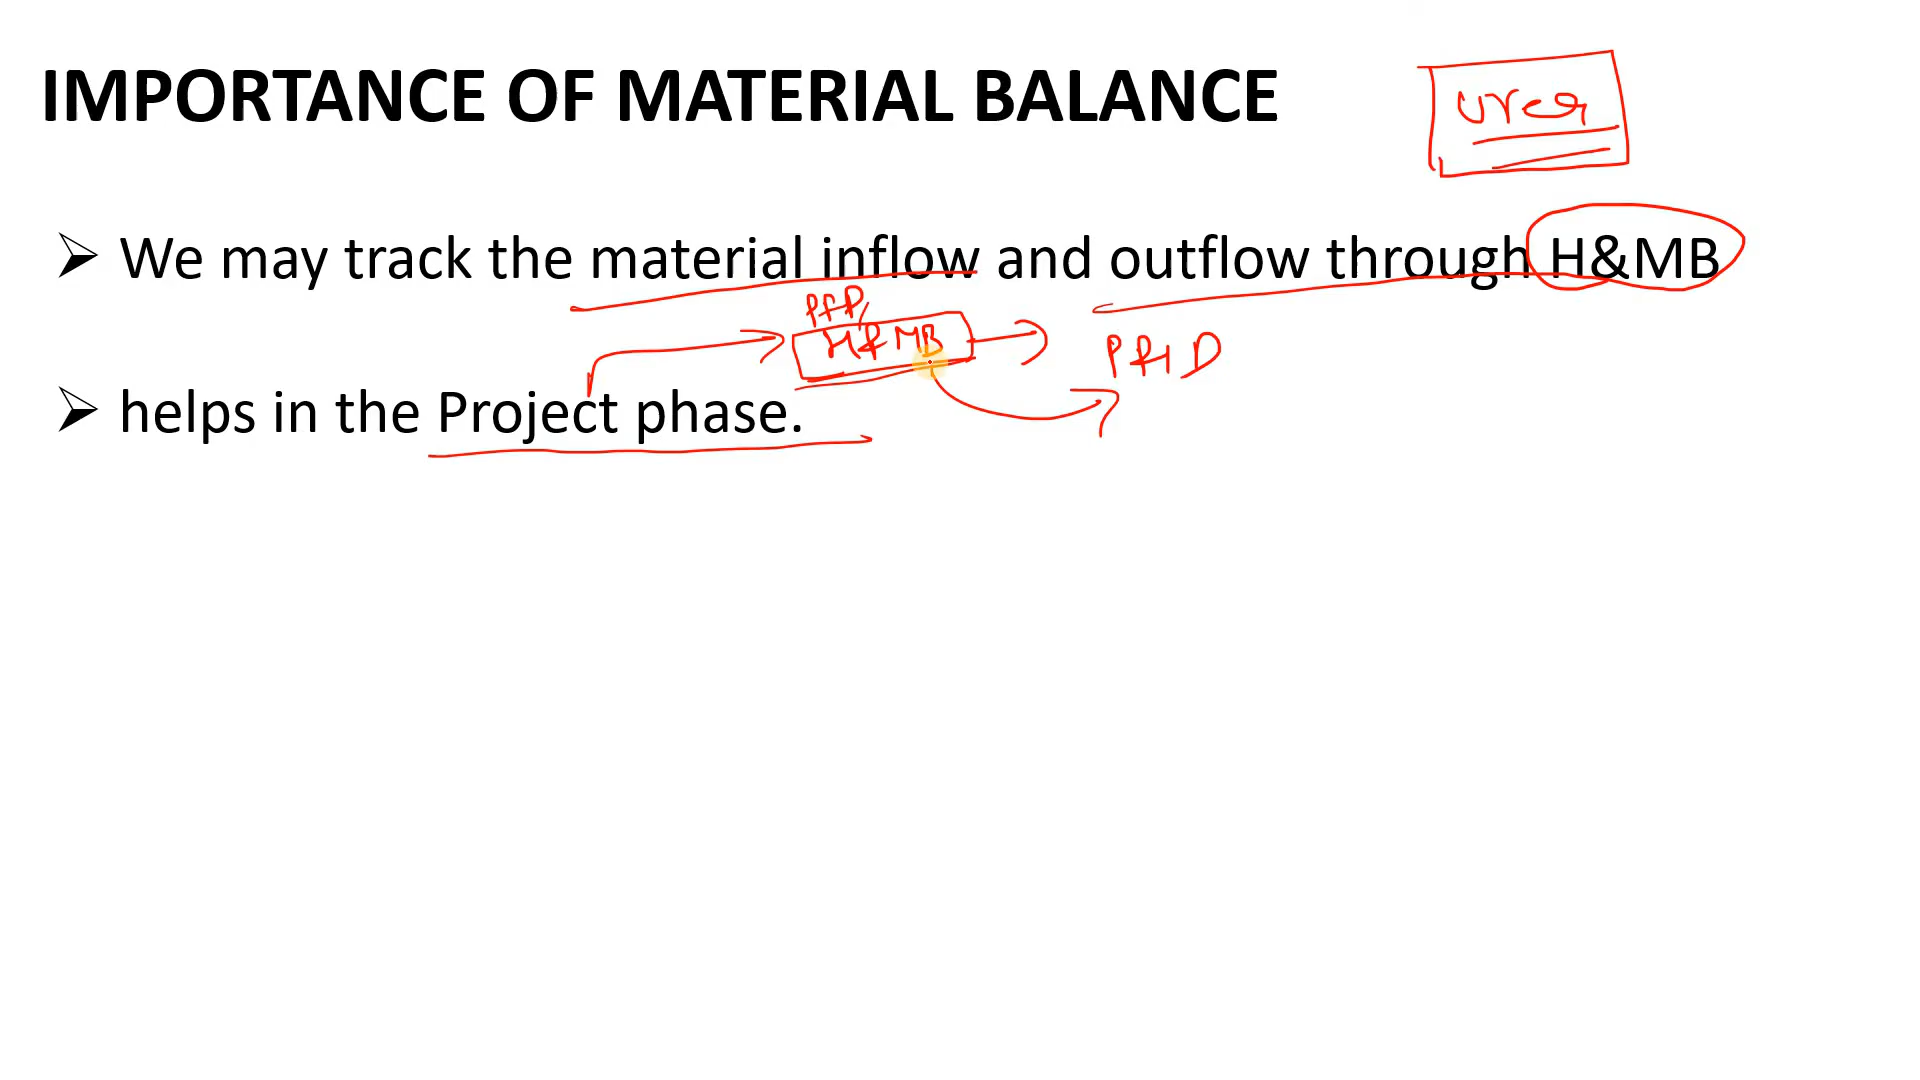 IMPORTANCE OF MATERIAL BALANCE
➤ We may track the material inflow and outflow through H&MB
PFD,
H&MB
P&ID
➤ helps in the Project phase.